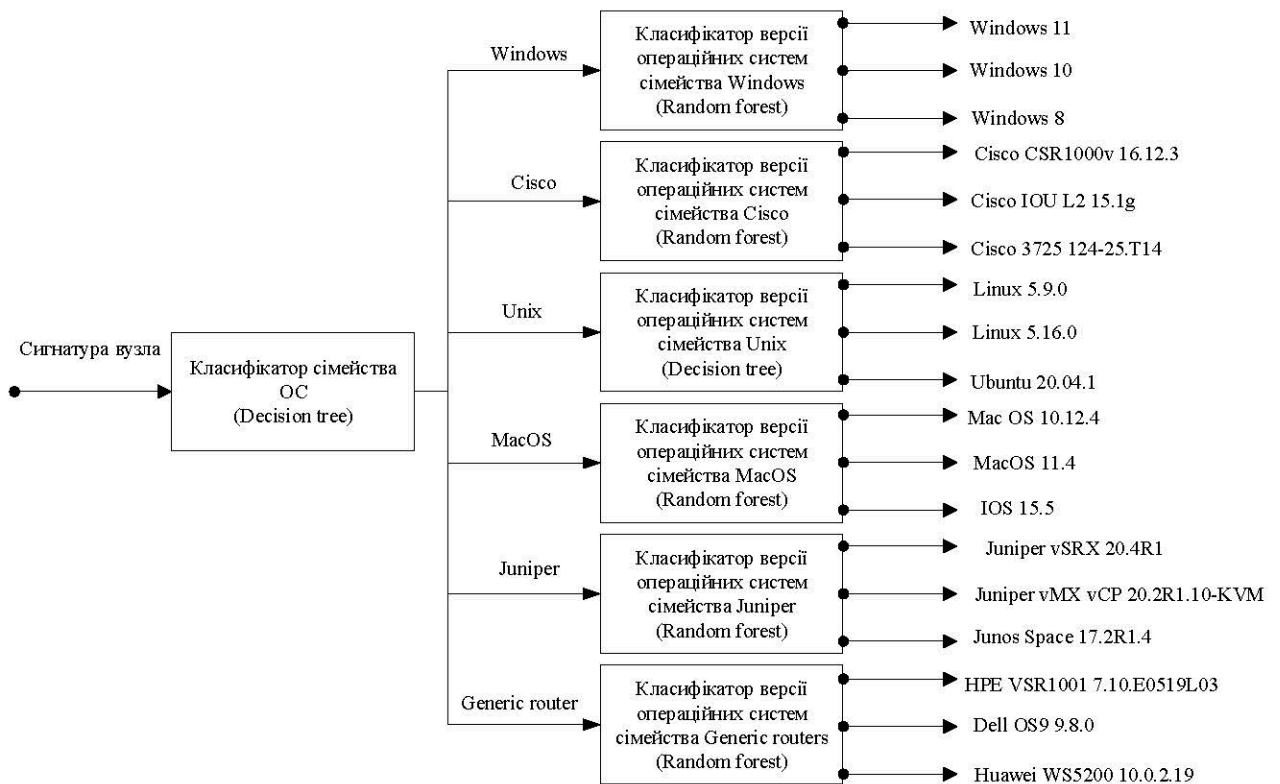 Сигнатура вузла
Класифікатор сімейства
ОС
(Decision tree)
Windows
Класифікатор версії
операційних систем
сімейства Windows
(Random forest)
Windows 11
Windows 10
Windows 8
Cisco
Класифікатор версії
операційних систем
сімейства Cisco
(Random forest)
Cisco CSR1000v 16.12.3
Cisco IOU L2 15.1g
Cisco 3725 124-25.T14
Unix
Класифікатор версії
операційних систем
сімейства Unix
(Decision tree)
Linux 5.9.0
Linux 5.16.0
Ubuntu 20.04.1
MacOS
Класифікатор версії
операційних систем
сімейства MacOS
(Random forest)
Mac OS 10.12.4
MacOS 11.4
IOS 15.5
Juniper
Класифікатор версії
операційних систем
сімейства Juniper
(Random forest)
Juniper vSRX 20.4R1
Juniper vMX vCP 20.2R1.10-KVM
Junos Space 17.2R1.4
Generic router
Класифікатор версії
операційних систем
сімейства Generic routers
(Random forest)
HPE VSR1001 7.10.E0519L03
Dell OS9 9.8.0
Huawei WS5200 10.0.2.19